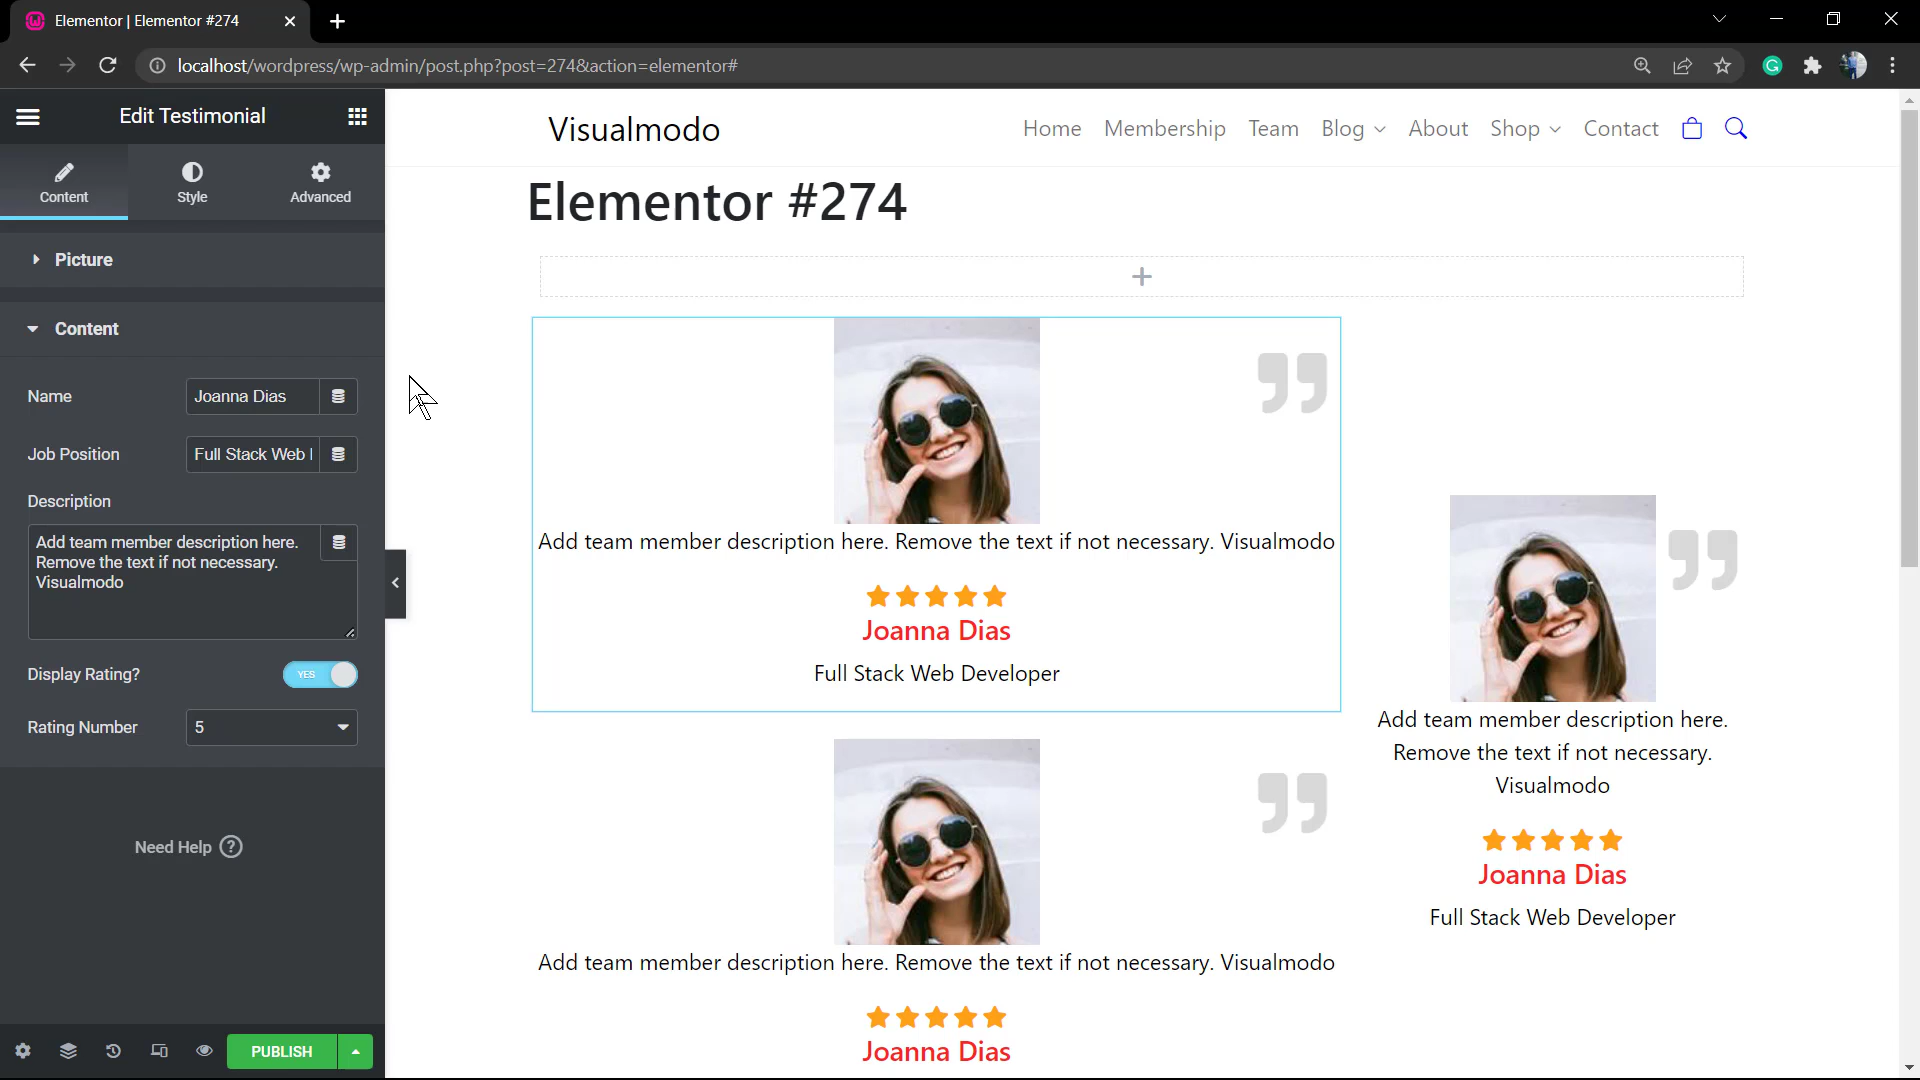 Elementor | Elementor #274
localhost/wordpress/wp-admin/post.php?post=274&action=elementor#
Edit Testimonial
Content
Style
Advanced
Picture
Content
Name
Joanna Dias
Job Position
Full Stack Web
Description
Add team member description here.
Remove the text if not necessary.
Visualmodo
Display Rating?
YES
Rating Number
5
Need Help
PUBLISH
Visualmodo
Home
Membership
Team
Blog
About
Shop
Contact
Elementor #274
Add team member description here. Remove the text if not necessary. Visualmodo
Joanna Dias
Full Stack Web Developer
Add team member description here.
Remove the text if not necessary.
Visualmodo
Joanna Dias
Full Stack Web Developer
Add team member description here. Remove the text if not necessary. Visualmodo
Joanna Dias